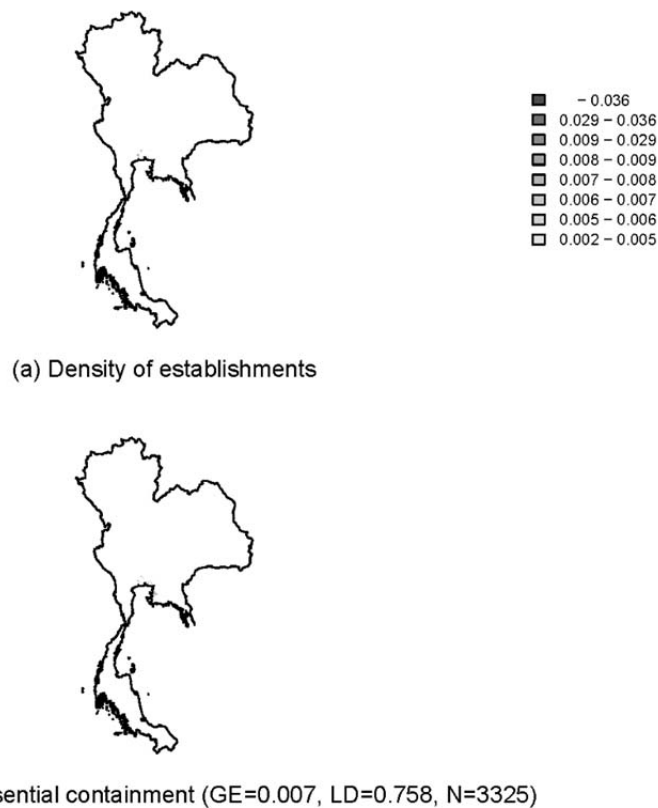 – 0.036
0.029 – 0.036
0.009 – 0.029
0.008 – 0.009
0.007 – 0.008
0.006 – 0.007
0.005 – 0.006
0.002 – 0.005
(a) Density of establishments
sential containment (GE=0.007, LD=0.758, N=3325)